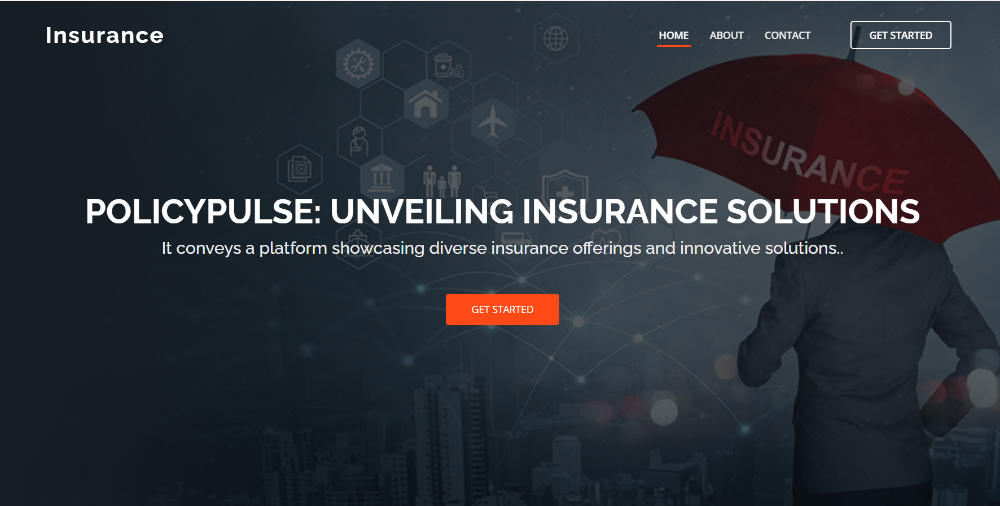 Insurance
HOME ABOUT CONTACT GET STARTED
INSURANCE
POLICYPULSE: UNVEILING INSURANCE SOLUTIONS
It conveys a platform showcasing diverse insurance offerings and innovative solutions..
GET STARTED